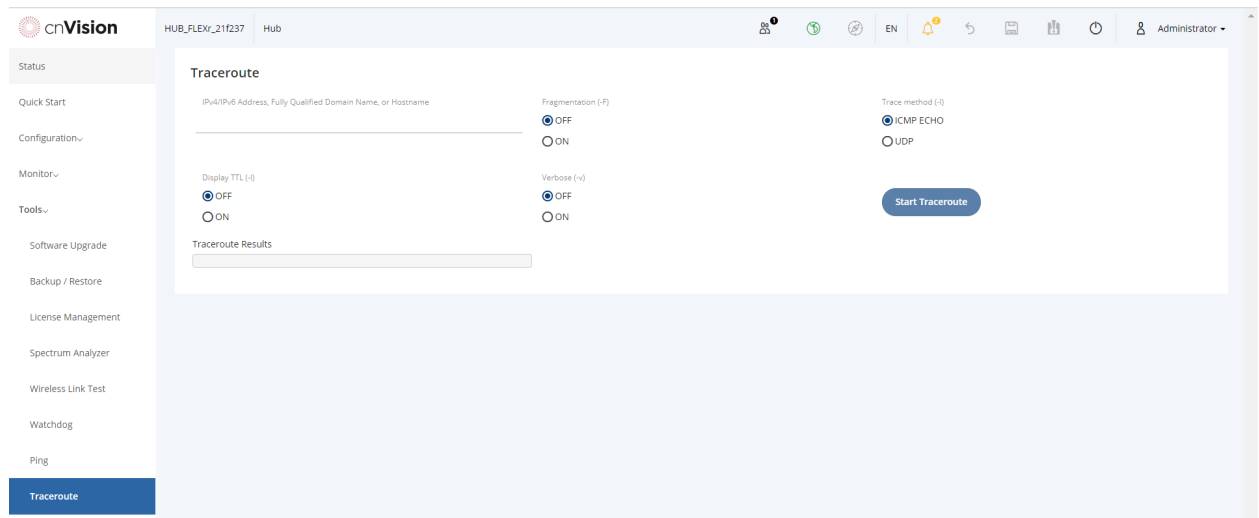 cnVision
HUB_FLEXr_21f237 Hub 1 EN 2 Administrator
Status
Quick Start
Configuration
Monitor
Tools
Software Upgrade
Backup / Restore
License Management
Spectrum Analyzer
Wireless Link Test
Watchdog
Ping
Traceroute
Traceroute
IPv4/IPv6 Address, Fully Qualified Domain Name, or Hostname
Fragmentation (-F)
OFF
ON
Trace method (-I)
ICMP ECHO
UDP
Display TTL (-l)
OFF
ON
Verbose (-v)
OFF
ON
Start Traceroute
Traceroute Results